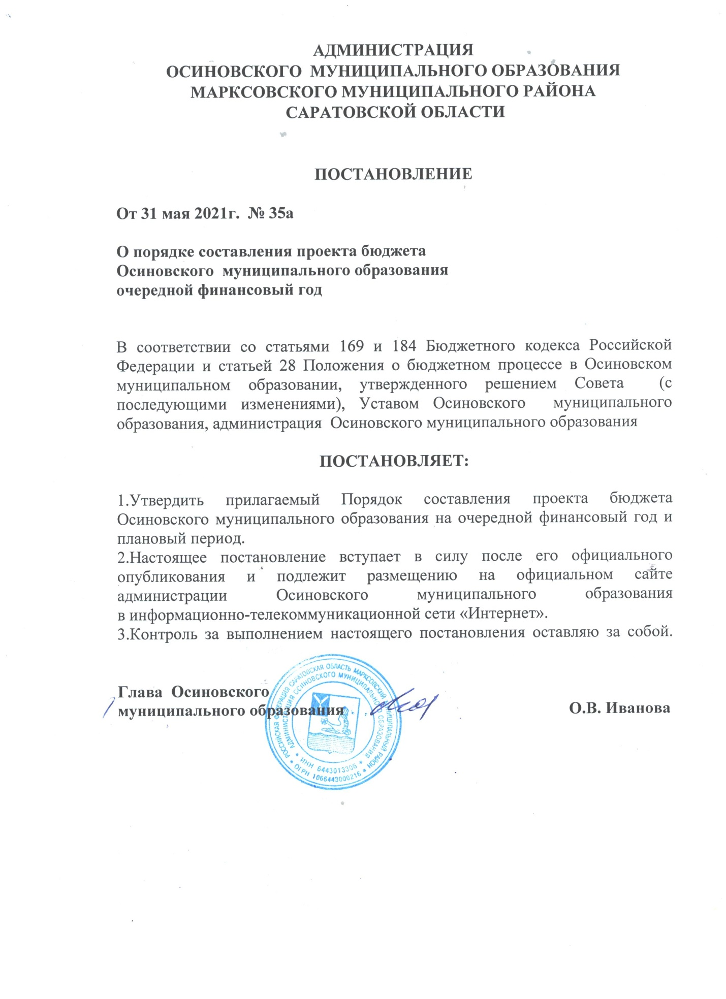 АДМИНИСТРАЦИЯ
ОСИНОВСКОГО  МУНИЦИПАЛЬНОГО ОБРАЗОВАНИЯ
МАРКСОВСКОГО МУНИЦИПАЛЬНОГО РАЙОНА
САРАТОВСКОЙ ОБЛАСТИ
ПОСТАНОВЛЕНИЕ
От 31 мая 2021г.  № 35а
О порядке составления проекта бюджета
Осиновского  муниципального образования
очередной финансовый год
В соответствии со статьями 169 и 184 Бюджетного кодекса Российской
Федерации и статьей 28 Положения о бюджетном процессе в Осиновском
муниципальном образовании, утвержденного решением Совета (с
последующими изменениями), Уставом Осиновского муниципального
образования, администрация  Осиновского муниципального образования
ПОСТАНОВЛЯЕТ:
1.Утвердить прилагаемый Порядок составления проекта бюджета
Осиновского муниципального образования на очередной финансовый год и
плановый период.
2.Настоящее постановление вступает в силу после его официального
опубликования и подлежит размещению на официальном сайте
администрации Осиновского муниципального образования
в информационно-телекоммуникационной сети «Интернет».
3.Контроль за выполнением настоящего постановления оставляю за собой.
Глава  Осиновского
муниципального образования О.В. Иванова
РОССИЙСКАЯ ФЕДЕРАЦИЯ САРАТОВСКАЯ ОБЛАСТЬ МАРКСОВСКИЙ МУНИЦИПАЛЬНЫЙ РАЙОН
* ОГРН 1066443000216 *
АДМИНИСТРАЦИЯ ОСИНОВСКОГО МУНИЦИПАЛЬНОГО ОБРАЗОВАНИЯ
* ИНН 6443013306 *